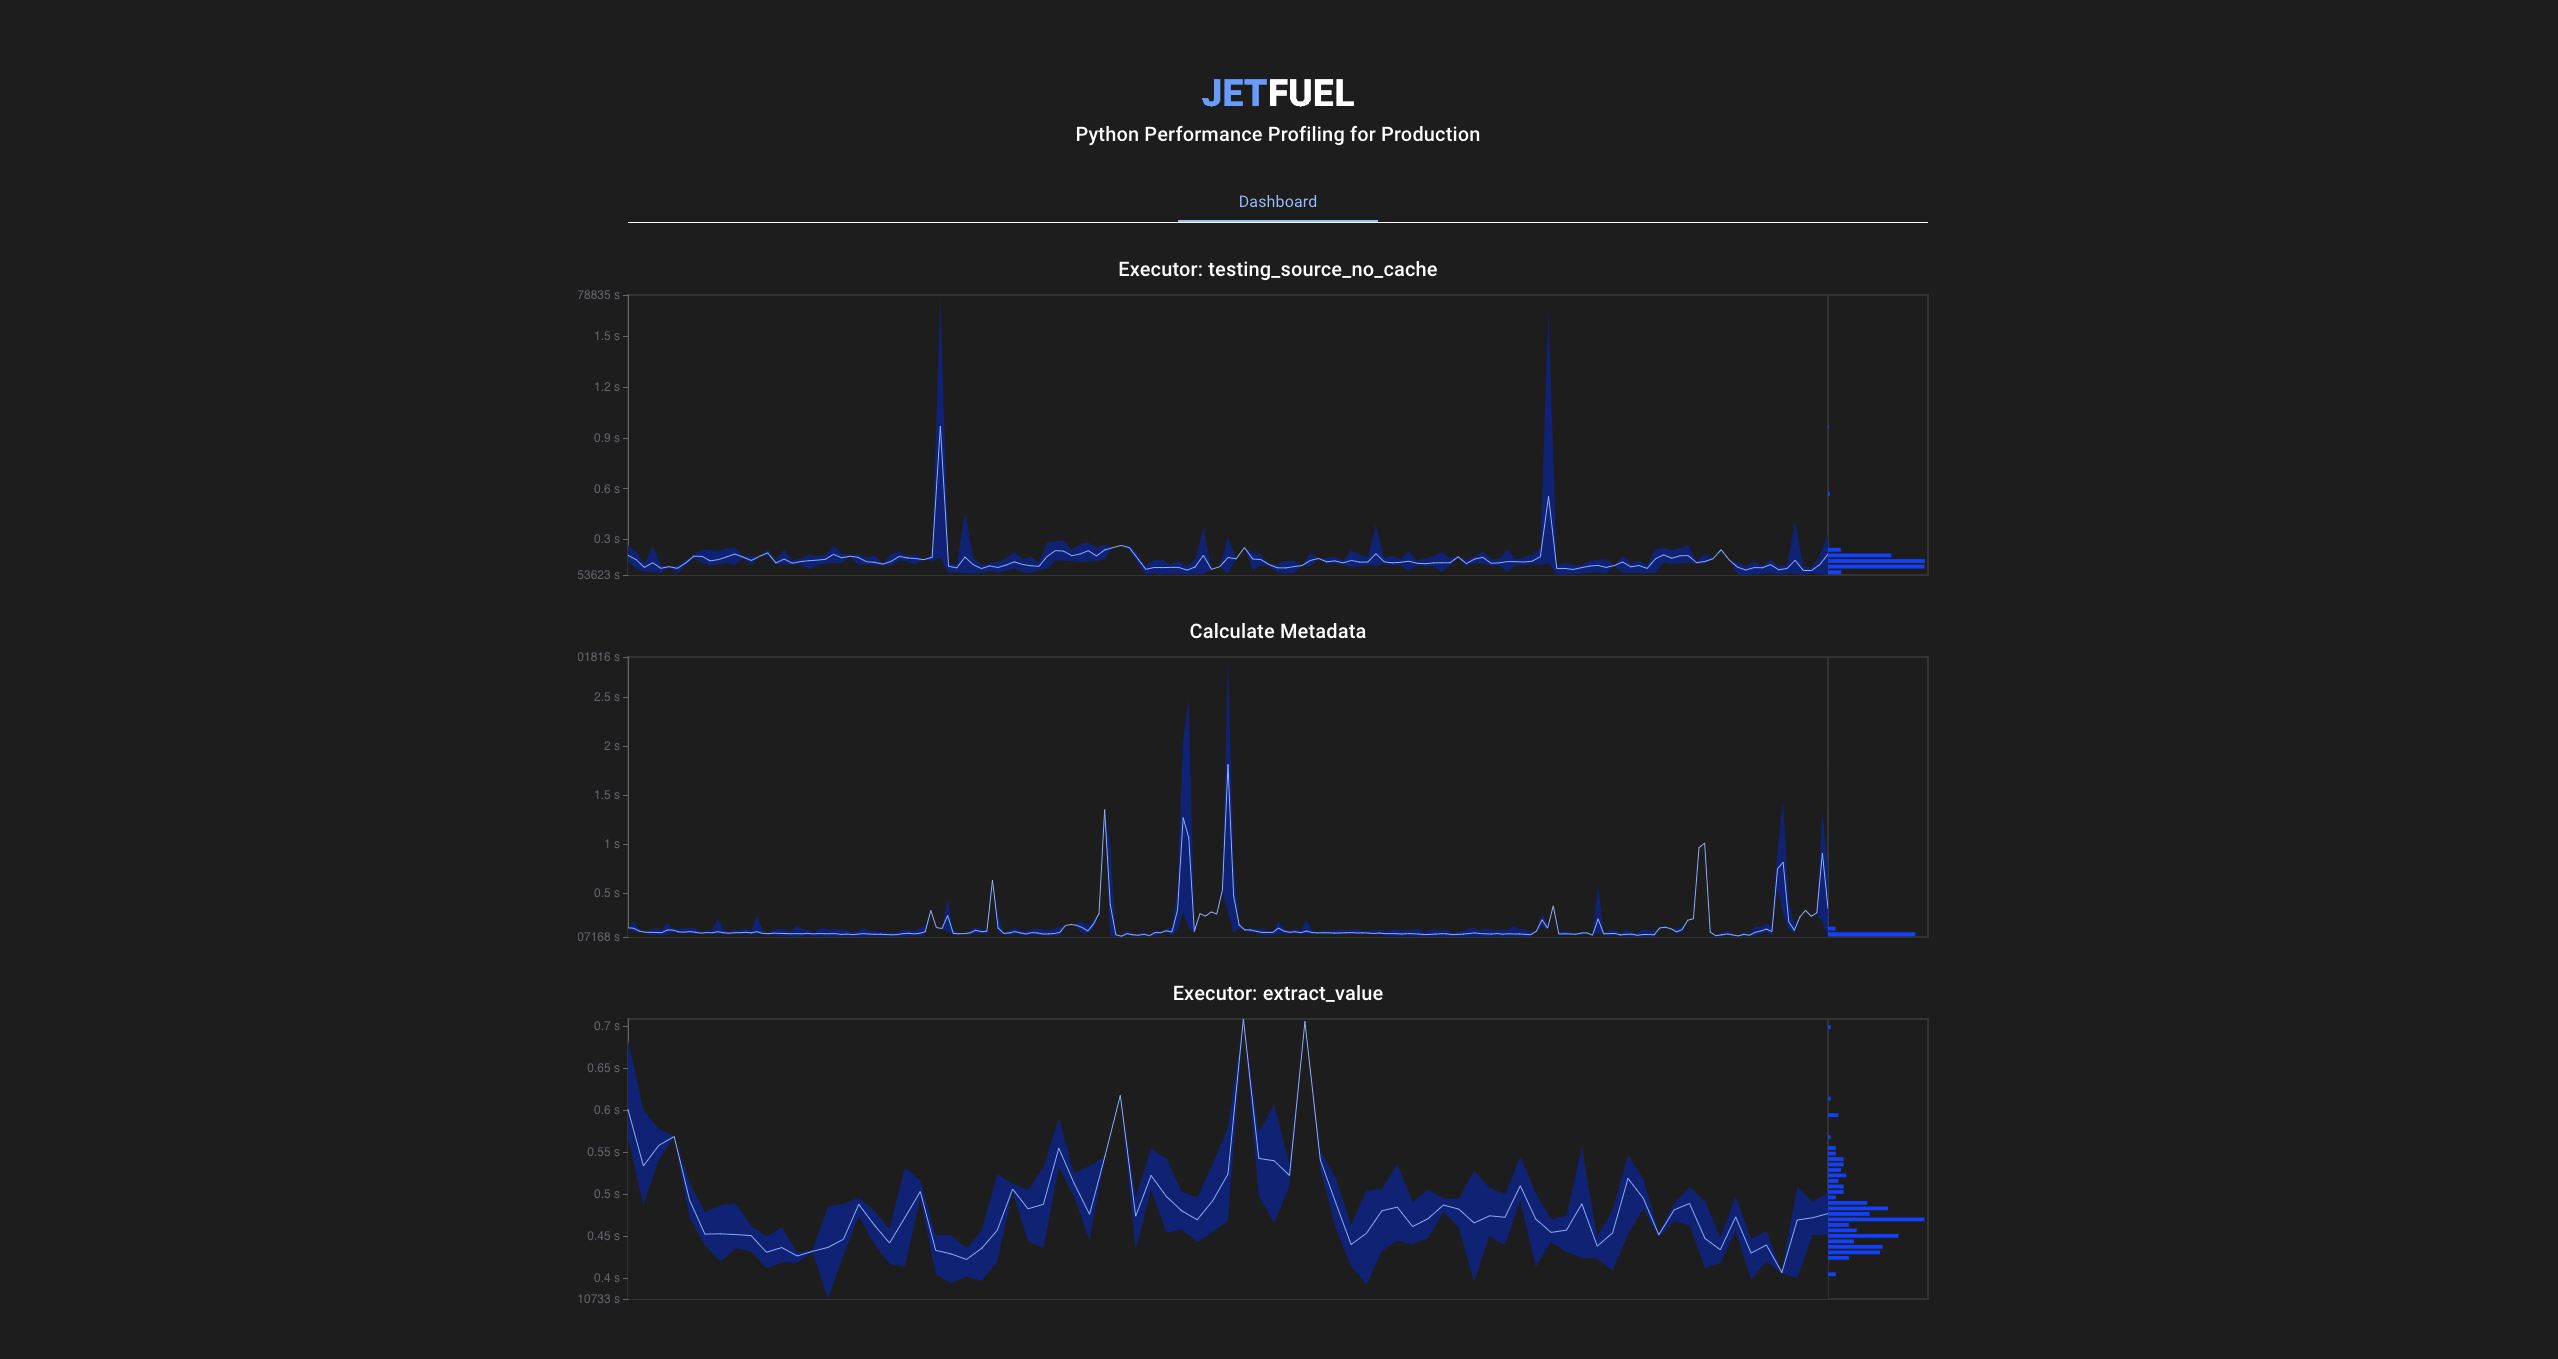 JETFUEL
Python Performance Profiling for Production
Dashboard
Executor: testing_source_no_cache
78835 s
1.5 s
1.2 s
0.9 s
0.6 s
0.3 s
53623 s
Calculate Metadata
01816 s
2.5 s
2 s
1.5 s
1 s
0.5 s
07168 s
Executor: extract_value
0.7 s
0.65 s
0.6 s
0.55 s
0.5 s
0.45 s
0.4 s
10733 s